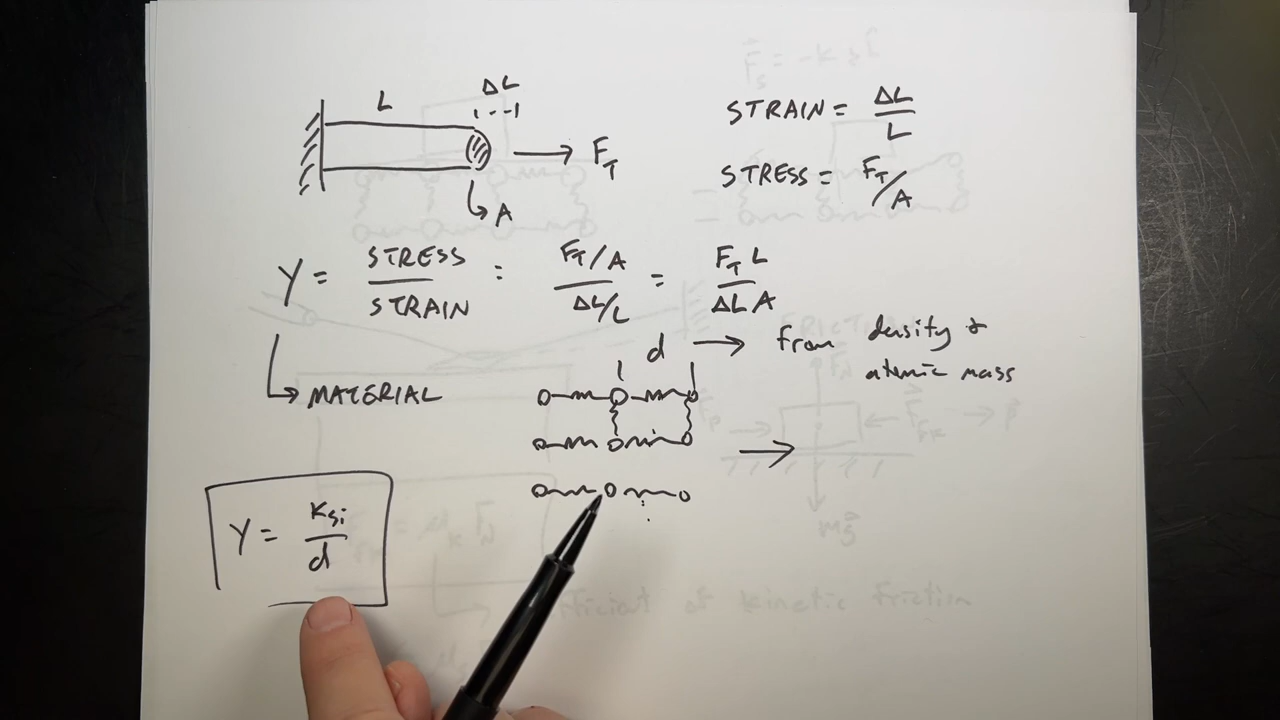 L
ΔL
F_T
A
STRAIN = ΔL/L
STRESS = F_T/A
Y = STRESS/STRAIN = (F_T/A)/(ΔL/L) = F_T L/ΔL A
MATERIAL
d → from density &
atomic mass
Y = K_si/d